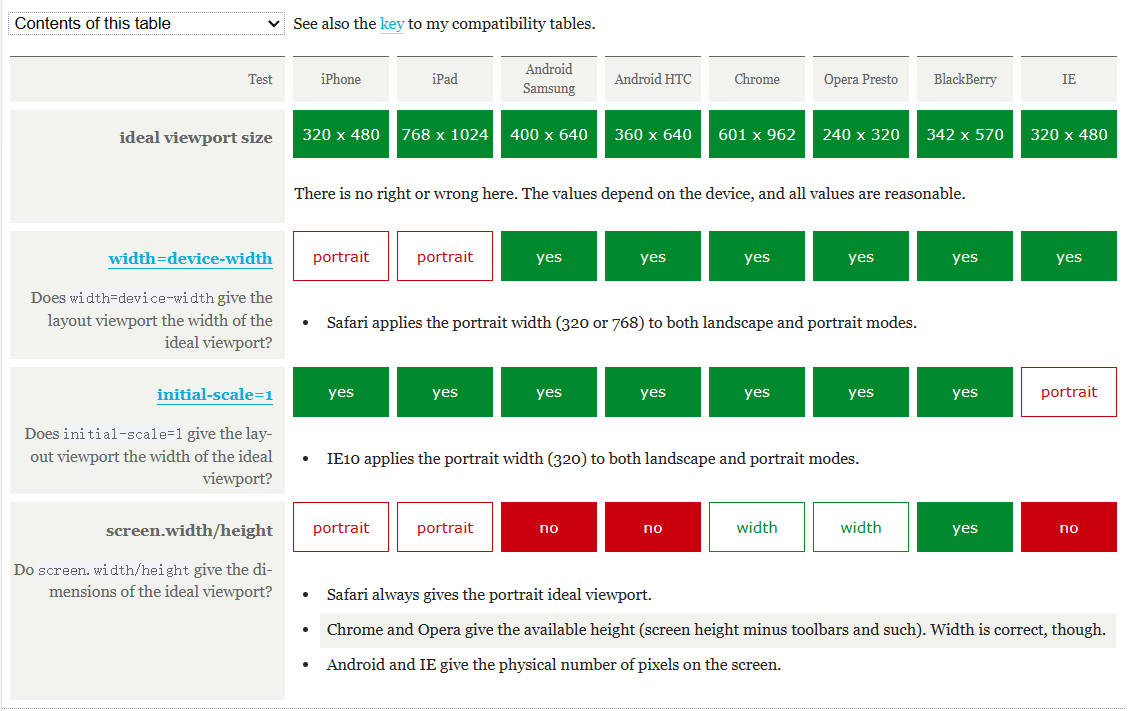 Contents of this table
See also the key to my compatibility tables.
Test iPhone iPad Android Samsung Android HTC Chrome Opera Presto BlackBerry IE
ideal viewport size 320 x 480 768 x 1024 400 x 640 360 x 640 601 x 962 240 x 320 342 x 570 320 x 480
There is no right or wrong here. The values depend on the device, and all values are reasonable.
width=device-width portrait portrait yes yes yes yes yes yes
Does width=device-width give the
layout viewport the width of the
ideal viewport?
• Safari applies the portrait width (320 or 768) to both landscape and portrait modes.
initial-scale=1 yes yes yes yes yes yes yes portrait
Does initial-scale=1 give the lay-
out viewport the width of the ideal
viewport?
• IE10 applies the portrait width (320) to both landscape and portrait modes.
screen.width/height portrait portrait no no width width yes no
Do screen. width/height give the di-
mensions of the ideal viewport?
• Safari always gives the portrait ideal viewport.
• Chrome and Opera give the available height (screen height minus toolbars and such). Width is correct, though.
• Android and IE give the physical number of pixels on the screen.